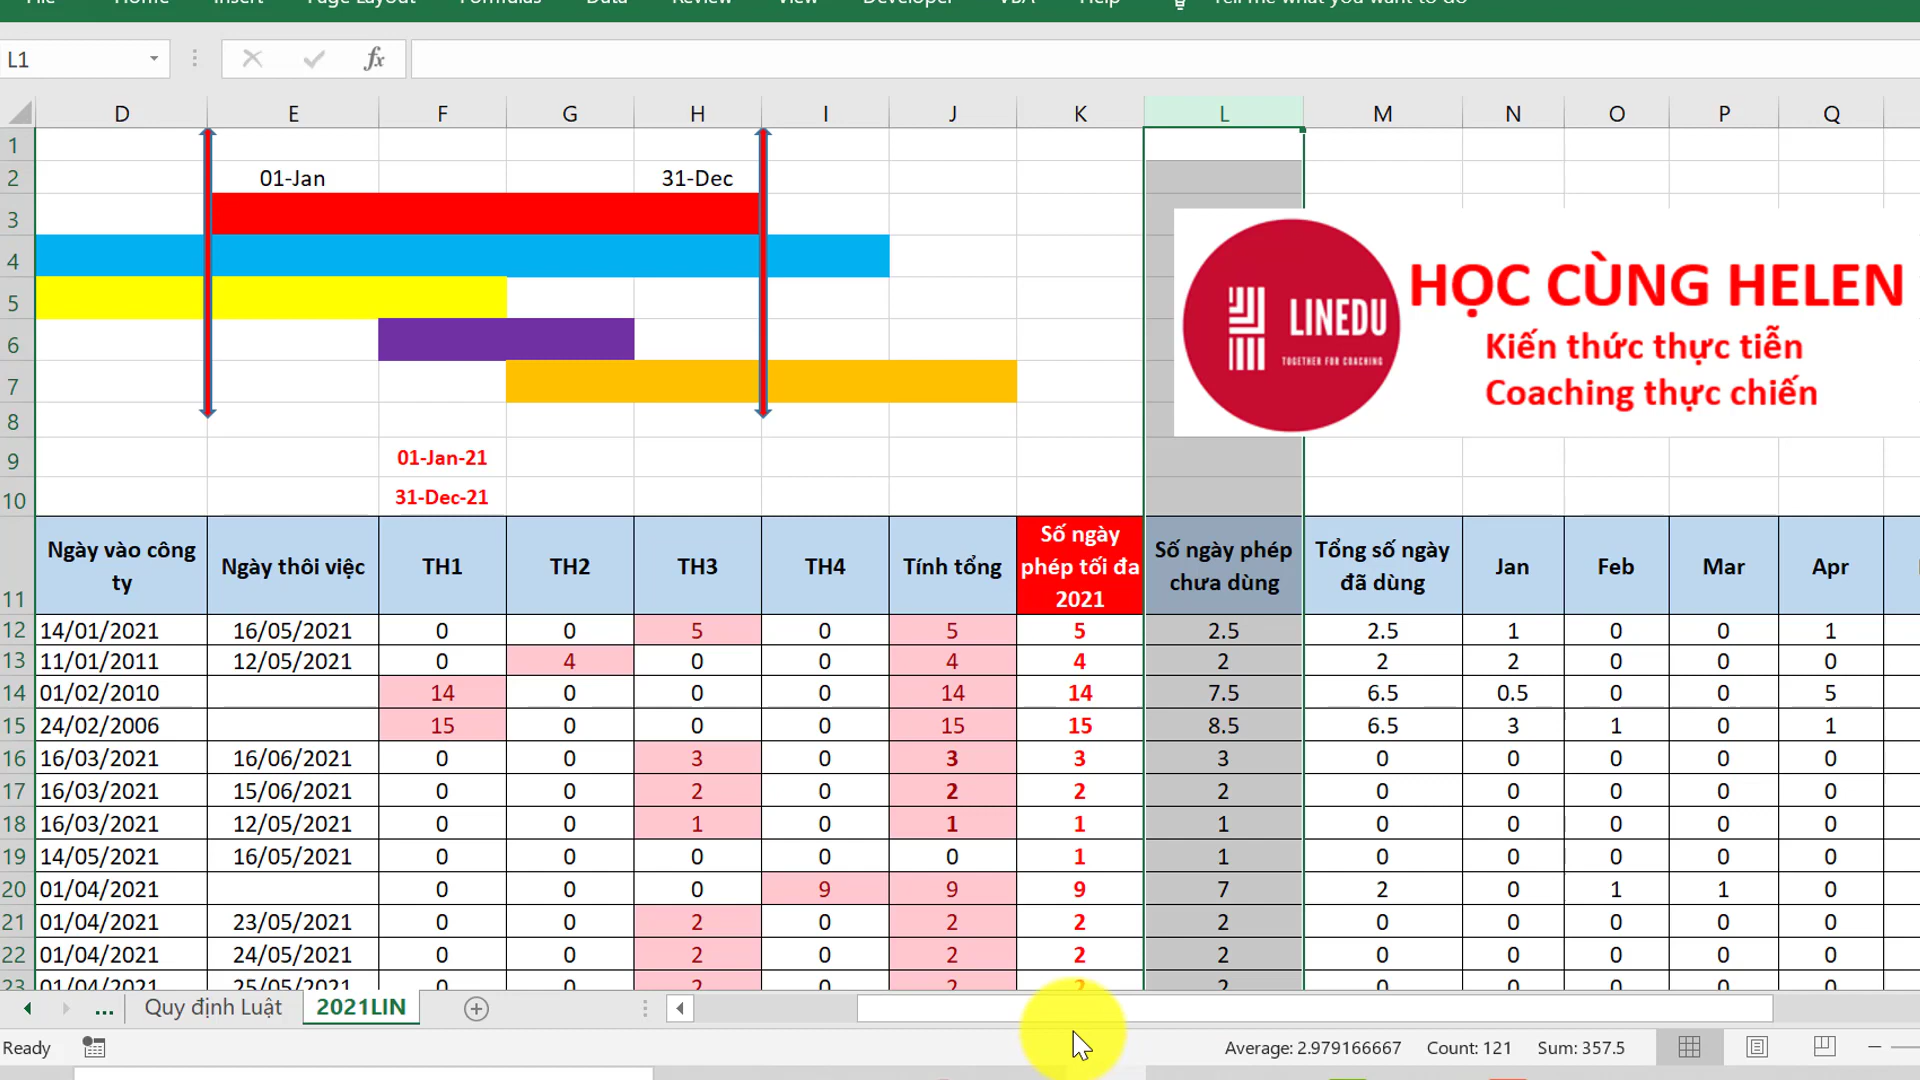 File Home Insert Page Layout Formulas Data Review View Developer VBA Help Tell me what you want to do
L1 fx
D E F G H I J K L M N O P Q
1
2 01-Jan 31-Dec
3
4
5
6
7
8
9 01-Jan-21
10 31-Dec-21
LINEDU
TOGETHER FOR COACHING
HỌC CÙNG HELEN
Kiến thức thực tiễn
Coaching thực chiến
11 Ngày vào công ty Ngày thôi việc TH1 TH2 TH3 TH4 Tính tổng Số ngày phép tối đa 2021 Số ngày phép chưa dùng Tổng số ngày đã dùng Jan Feb Mar Apr
12 14/01/2021 16/05/2021 0 0 5 0 5 5 2.5 2.5 1 0 0 1
13 11/01/2011 12/05/2021 0 4 0 0 4 4 2 2 2 0 0 0
14 01/02/2010 14 0 0 0 14 14 7.5 6.5 0.5 0 0 5
15 24/02/2006 15 0 0 0 15 15 8.5 6.5 3 1 0 1
16 16/03/2021 16/06/2021 0 0 3 0 3 3 3 0 0 0 0 0
17 16/03/2021 15/06/2021 0 0 2 0 2 2 2 0 0 0 0 0
18 16/03/2021 12/05/2021 0 0 1 0 1 1 1 0 0 0 0 0
19 14/05/2021 16/05/2021 0 0 0 0 0 1 1 0 0 0 0 0
20 01/04/2021 0 0 0 9 9 9 7 2 0 1 1 0
21 01/04/2021 23/05/2021 0 0 2 0 2 2 2 0 0 0 0 0
22 01/04/2021 24/05/2021 0 0 2 0 2 2 2 0 0 0 0 0
23 01/04/2021 25/05/2021 0 0 2 0 2 2 2 0 0 0 0 0
... Quy định Luật 2021LIN
Ready Average: 2.979166667 Count: 121 Sum: 357.5